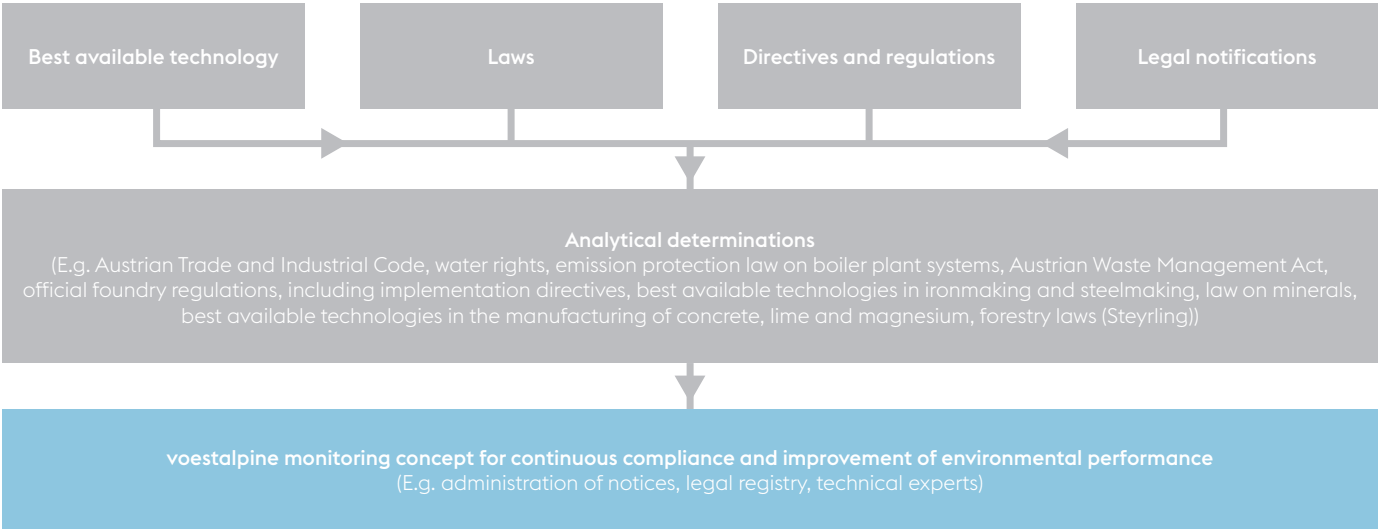 Best available technology
Laws
Directives and regulations
Legal notifications
Analytical determinations
(E.g. Austrian Trade and Industrial Code, water rights, emission protection law on boiler plant systems, Austrian Waste Management Act,
official foundry regulations, including implementation directives, best available technologies in ironmaking and steelmaking, law on minerals,
best available technologies in the manufacturing of concrete, lime and magnesium, forestry laws (Steyrling))
voestalpine monitoring concept for continuous compliance and improvement of environmental performance
(E.g. administration of notices, legal registry, technical experts)